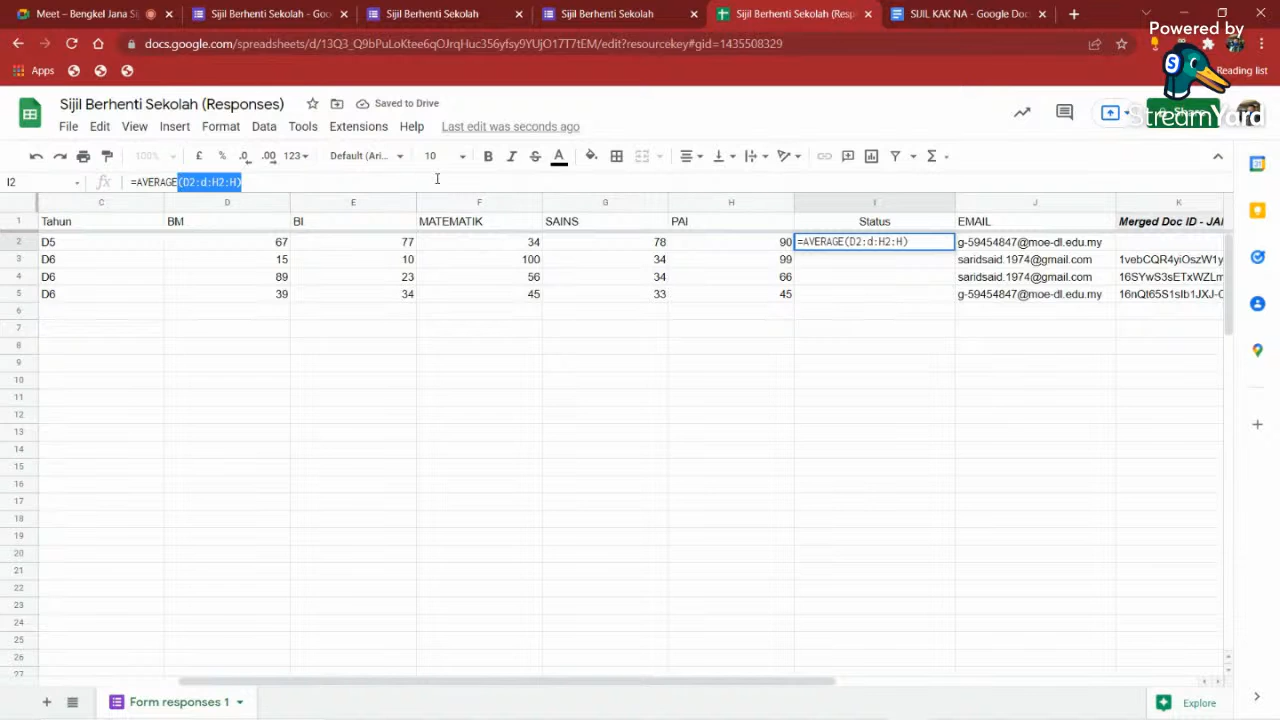 Meet – Bengkel Jana S
Sijil Berhenti Sekolah - Goo
Sijil Berhenti Sekolah
Sijil Berhenti Sekolah
Sijil Berhenti Sekolah (Resp
SIJIL KAK NA - Google Doc
docs.google.com/spreadsheets/d/13Q3_Q9bPuLoKtee6qOJrqHuc356yfsy9YUjO17T7tEM/edit?resourcekey#gid=1435508329
Powered by
StreamYard
Apps
Reading list
Sijil Berhenti Sekolah (Responses)
Saved to Drive
File Edit View Insert Format Data Tools Extensions Help Last edit was seconds ago
Share
100% £ % .0 .00 123 Default (Ari... 10 B I S A Σ
I2 fx =AVERAGE(D2:d:H2:H)
C D E F G H I J K
1 Tahun BM BI MATEMATIK SAINS PAI Status EMAIL Merged Doc ID - JA
2 D5 67 77 34 78 90 =AVERAGE(D2:d:H2:H) g-59454847@moe-dl.edu.my
3 D6 15 10 100 34 99 saridsaid.1974@gmail.com 1vebCQR4yiOszW1y
4 D6 89 23 56 34 66 saridsaid.1974@gmail.com 16SYwS3sETxWZLm
5 D6 39 34 45 33 45 g-59454847@moe-dl.edu.my 16nQt65S1sIb1JXJ-C
6
7
8
9
10
11
12
13
14
15
16
17
18
19
20
21
22
23
24
25
26
27
Form responses 1
Explore